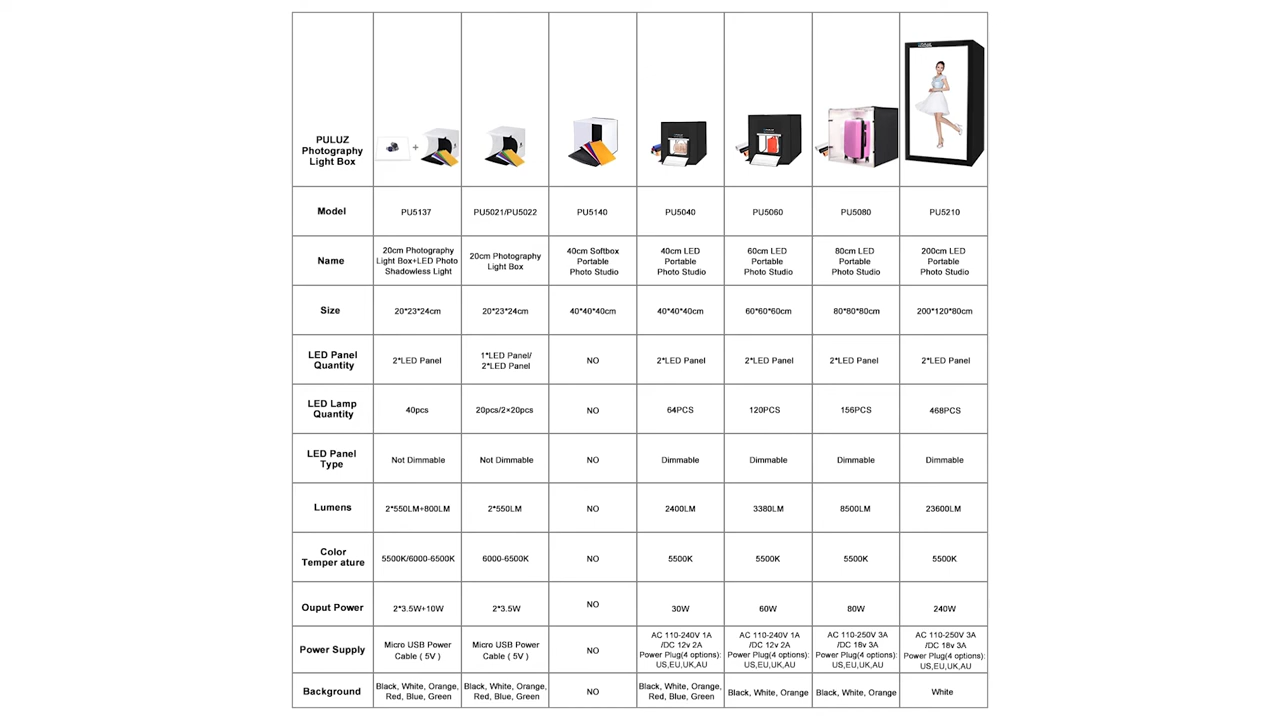 PULUZ
Photography
Light Box
+
Model
PU5137
PU5021/PU5022
PU5140
PU5040
PU5060
PU5080
PU5210
Name
20cm Photography
Light Box+LED Photo
Shadowless Light
20cm Photography
Light Box
40cm Softbox
Portable
Photo Studio
40cm LED
Portable
Photo Studio
60cm LED
Portable
Photo Studio
80cm LED
Portable
Photo Studio
200cm LED
Portable
Photo Studio
Size
20*23*24cm
20*23*24cm
40*40*40cm
40*40*40cm
60*60*60cm
80*80*80cm
200*120*80cm
LED Panel
Quantity
2*LED Panel
1*LED Panel/
2*LED Panel
NO
2*LED Panel
2*LED Panel
2*LED Panel
2*LED Panel
LED Lamp
Quantity
40pcs
20pcs/2×20pcs
NO
64PCS
120PCS
156PCS
468PCS
LED Panel
Type
Not Dimmable
Not Dimmable
NO
Dimmable
Dimmable
Dimmable
Dimmable
Lumens
2*550LM+800LM
2*550LM
NO
2400LM
3380LM
8500LM
23600LM
Color
Temper ature
5500K/6000-6500K
6000-6500K
NO
5500K
5500K
5500K
5500K
Ouput Power
2*3.5W+10W
2*3.5W
NO
30W
60W
80W
240W
Power Supply
Micro USB Power
Cable ( 5V )
Micro USB Power
Cable ( 5V )
NO
AC 110-240V 1A
/DC 12v 2A
Power Plug(4 options):
US,EU,UK,AU
AC 110-240V 1A
/DC 12v 2A
Power Plug(4 options):
US,EU,UK,AU
AC 110-250V 3A
/DC 18v 3A
Power Plug(4 options):
US,EU,UK,AU
AC 110-250V 3A
/DC 18v 3A
Power Plug(4 options):
US,EU,UK,AU
Background
Black, White, Orange,
Red, Blue, Green
Black, White, Orange,
Red, Blue, Green
NO
Black, White, Orange,
Red, Blue, Green
Black, White, Orange
Black, White, Orange
White